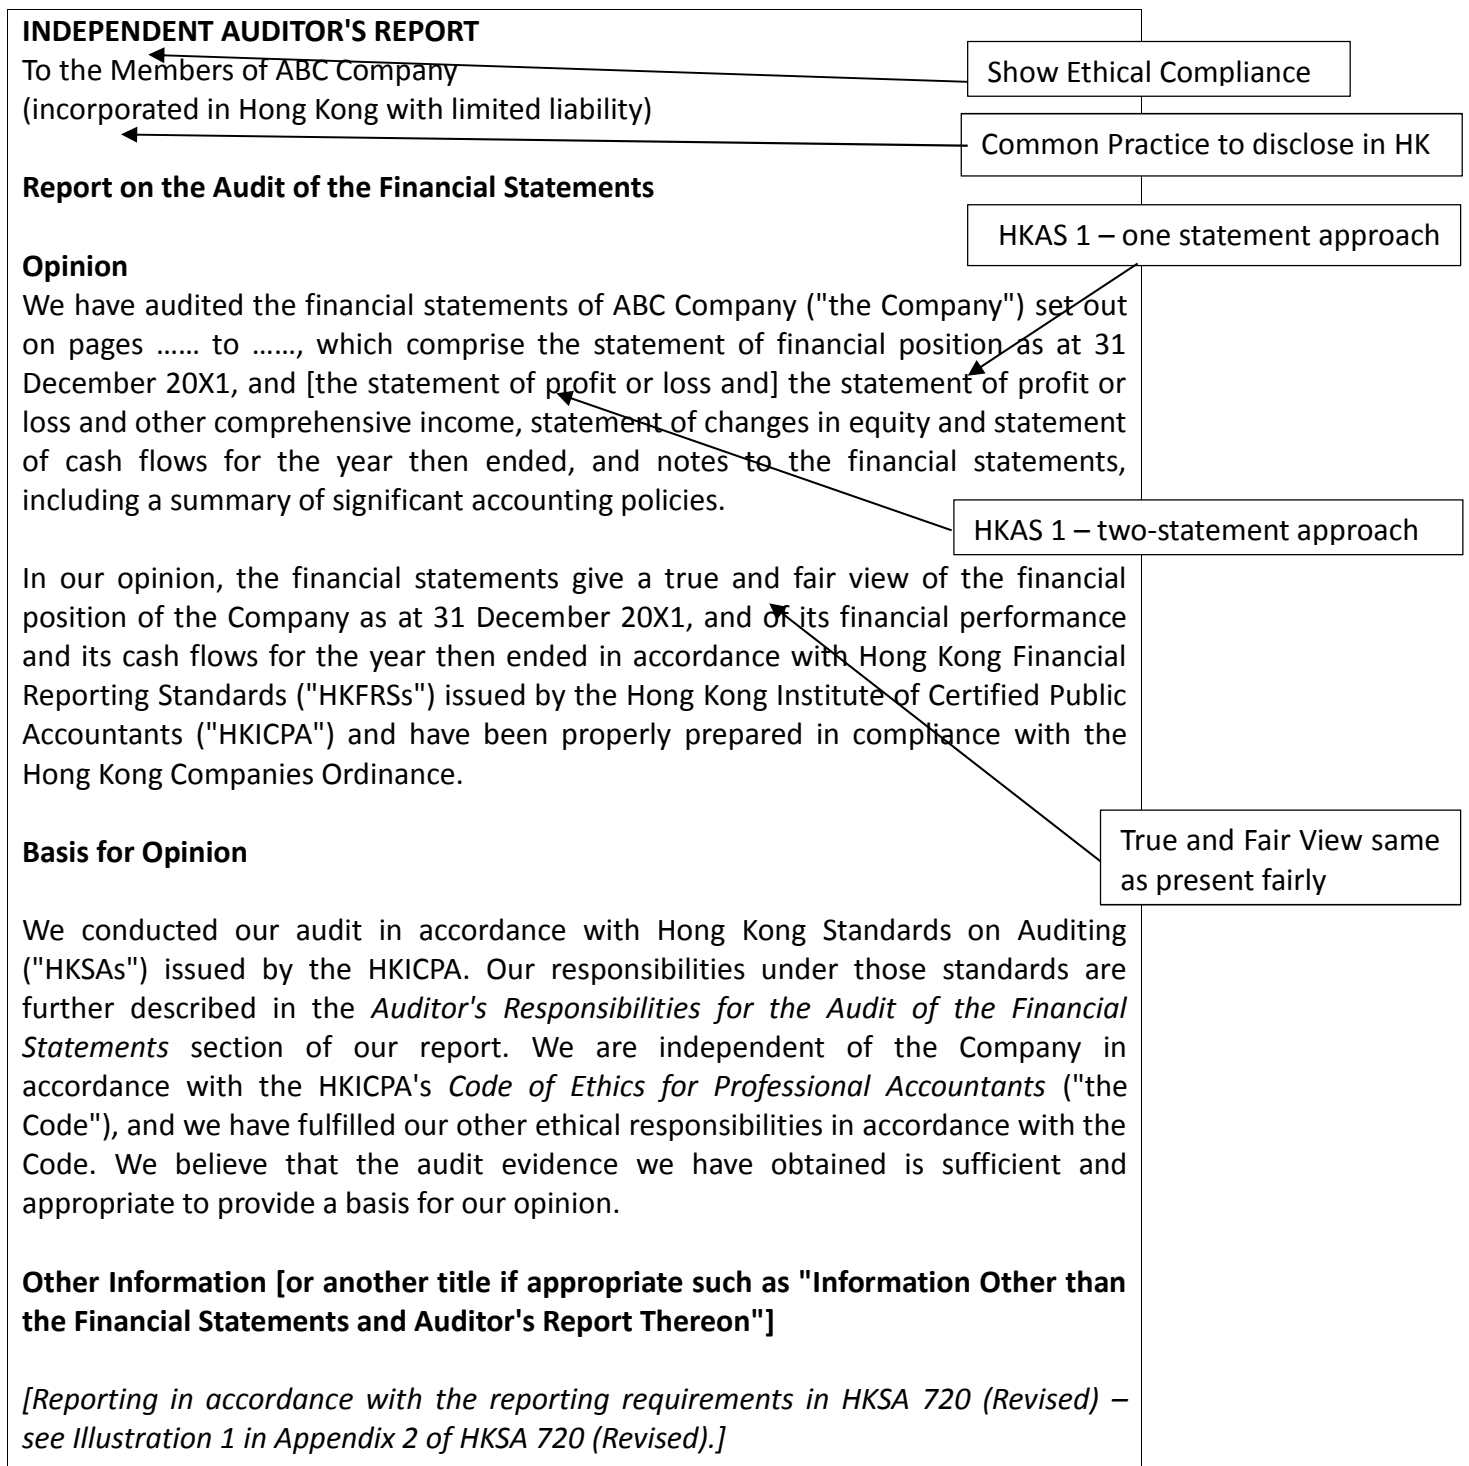 INDEPENDENT AUDITOR'S REPORT
To the Members of ABC Company
(incorporated in Hong Kong with limited liability)
Show Ethical Compliance
Common Practice to disclose in HK
Report on the Audit of the Financial Statements
HKAS 1 – one statement approach
Opinion
We have audited the financial statements of ABC Company ("the Company") set out
on pages …… to ……, which comprise the statement of financial position as at 31
December 20X1, and [the statement of profit or loss and] the statement of profit or
loss and other comprehensive income, statement of changes in equity and statement
of cash flows for the year then ended, and notes to the financial statements,
including a summary of significant accounting policies.
HKAS 1 – two-statement approach
In our opinion, the financial statements give a true and fair view of the financial
position of the Company as at 31 December 20X1, and of its financial performance
and its cash flows for the year then ended in accordance with Hong Kong Financial
Reporting Standards ("HKFRSs") issued by the Hong Kong Institute of Certified Public
Accountants ("HKICPA") and have been properly prepared in compliance with the
Hong Kong Companies Ordinance.
True and Fair View same
as present fairly
Basis for Opinion
We conducted our audit in accordance with Hong Kong Standards on Auditing
("HKSAs") issued by the HKICPA. Our responsibilities under those standards are
further described in the Auditor's Responsibilities for the Audit of the Financial
Statements section of our report. We are independent of the Company in
accordance with the HKICPA's Code of Ethics for Professional Accountants ("the
Code"), and we have fulfilled our other ethical responsibilities in accordance with the
Code. We believe that the audit evidence we have obtained is sufficient and
appropriate to provide a basis for our opinion.
Other Information [or another title if appropriate such as "Information Other than
the Financial Statements and Auditor's Report Thereon"]
[Reporting in accordance with the reporting requirements in HKSA 720 (Revised) –
see Illustration 1 in Appendix 2 of HKSA 720 (Revised).]